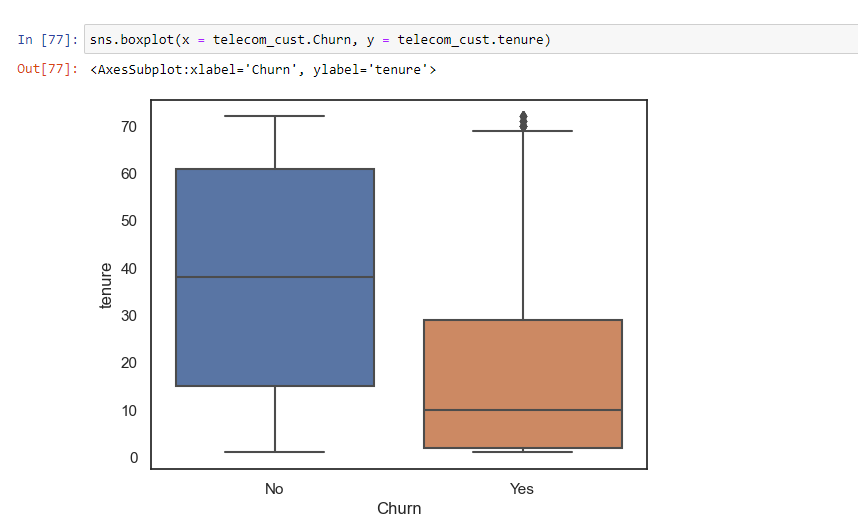 In [77]: sns.boxplot(x = telecom_cust.Churn, y = telecom_cust.tenure)
Out[77]: <AxesSubplot:xlabel='Churn', ylabel='tenure'>
70
60
50
40
30
20
10
0
tenure
No Yes
Churn